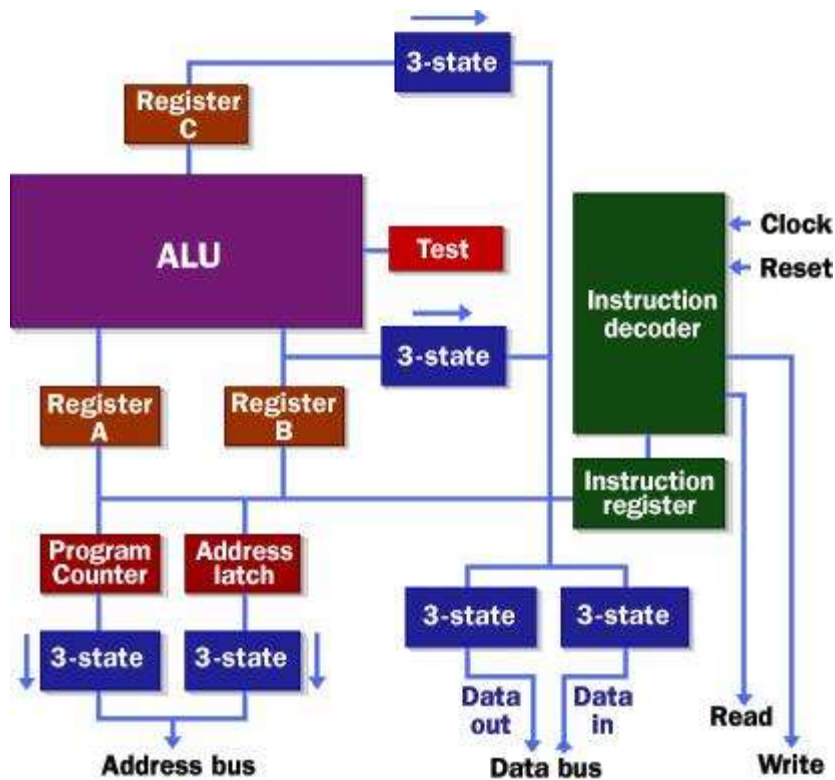 3-state
Register
C
ALU
Test
Clock
Reset
Instruction
decoder
3-state
Register
A
Register
B
Instruction
register
Program
Counter
Address
latch
3-state
3-state
3-state
3-state
Data
out
Data
in
Read
Address bus
Data bus
Write